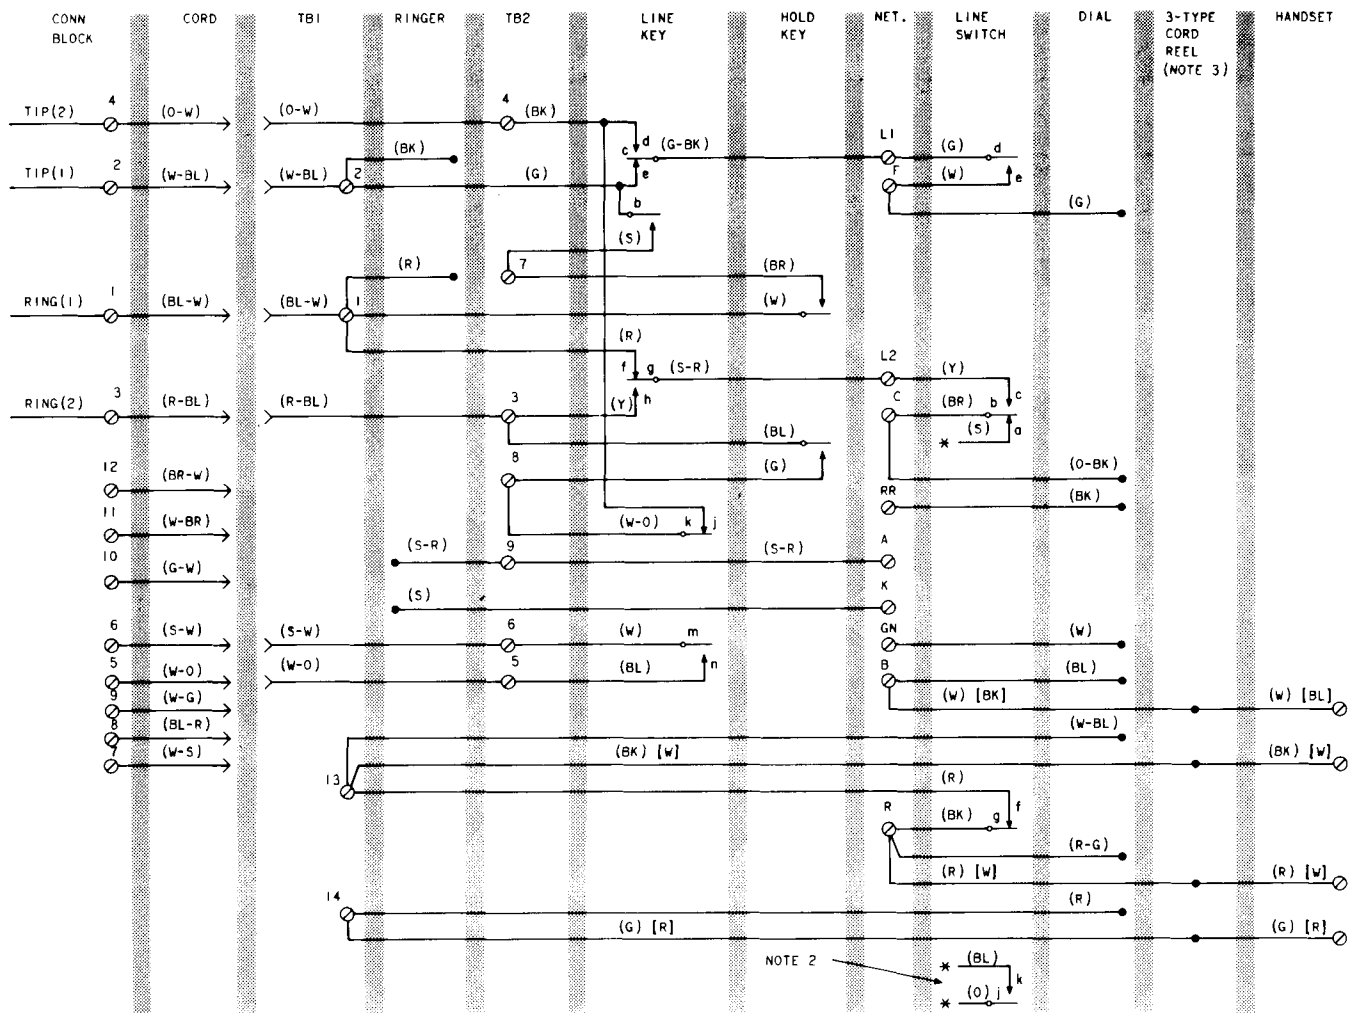 CONN BLOCK CORD TB1 RINGER TB2 LINE KEY HOLD KEY NET. LINE SWITCH DIAL 3-TYPE CORD REEL (NOTE 3) HANDSET
TIP(2) 4 (O-W) (O-W) 4 (BK) d
c (G-BK) L1 (G) d
(BK) e
TIP(1) 2 (W-BL) (W-BL) 2 (G) F (W) e
b (G)
(S)
(R) 7 (BR)
RING(1) 1 (BL-W) (BL-W) 1 (W)
(R)
f g (S-R) L2 (Y) c
RING(2) 3 (R-BL) (R-BL) 3 (Y) h C (BR) b
* (S) a
(BL)
12 (BR-W) 8 (G) (O-BK)
RR (BK)
11 (W-BR) (W-O) k j
10 (G-W) (S-R) 9 (S-R) A
(S) K
6 (S-W) (S-W) 6 (W) m GN (W)
5 (W-O) (W-O) 5 (BL) n B (BL)
9 (W-G) (W) [BK] (W) [BL]
8 (BL-R) (W-BL)
7 (W-S) (BK) [W] (BK) [W]
13 (R) f
R (BK) g
(R-G)
(R) [W] (R) [W]
14 (R)
(G) [R] (G) [R]
NOTE 2 * (BL) k
* (O) j